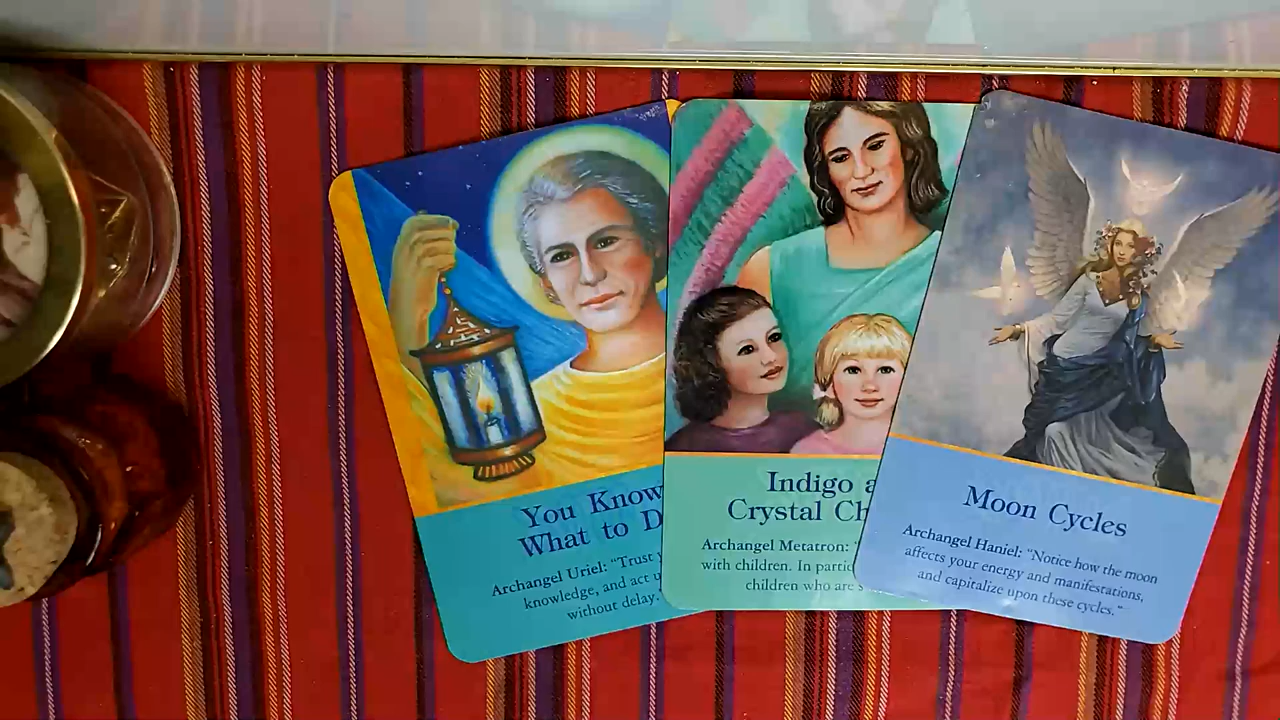 You Know
What to D
Archangel Uriel: "Trust y
knowledge, and act u
without delay.
Indigo a
Crystal Ch
Archangel Metatron: "
with children. In partic
children who are s
Moon Cycles
Archangel Haniel: "Notice how the moon
affects your energy and manifestations,
and capitalize upon these cycles."